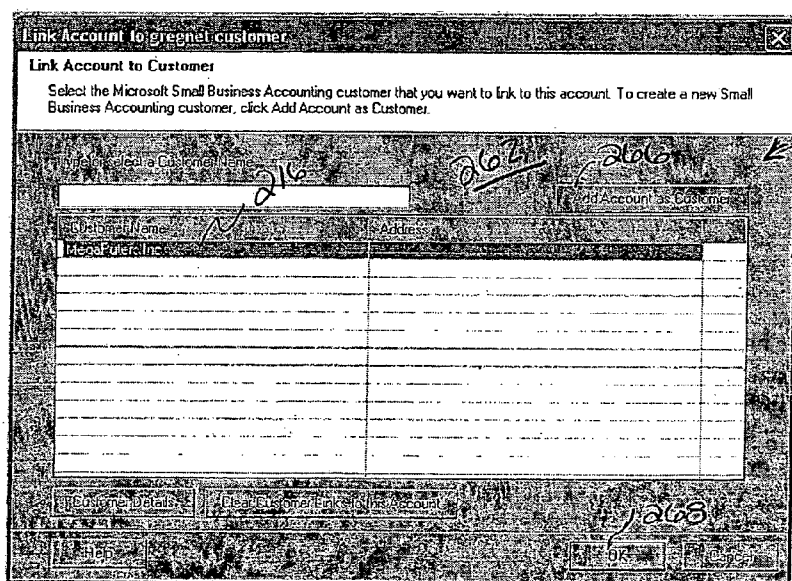 Link Account to gregnet customer
Link Account to Customer
Select the Microsoft Small Business Accounting customer that you want to link to this account. To create a new Small
Business Accounting customer, click Add Account as Customer.
Type or select a Customer Name
216
262
266
Add Account as Customer
Customer Name
Address
Customer Details
Clear Customer Link to this Account
268
Help
OK
Cancel